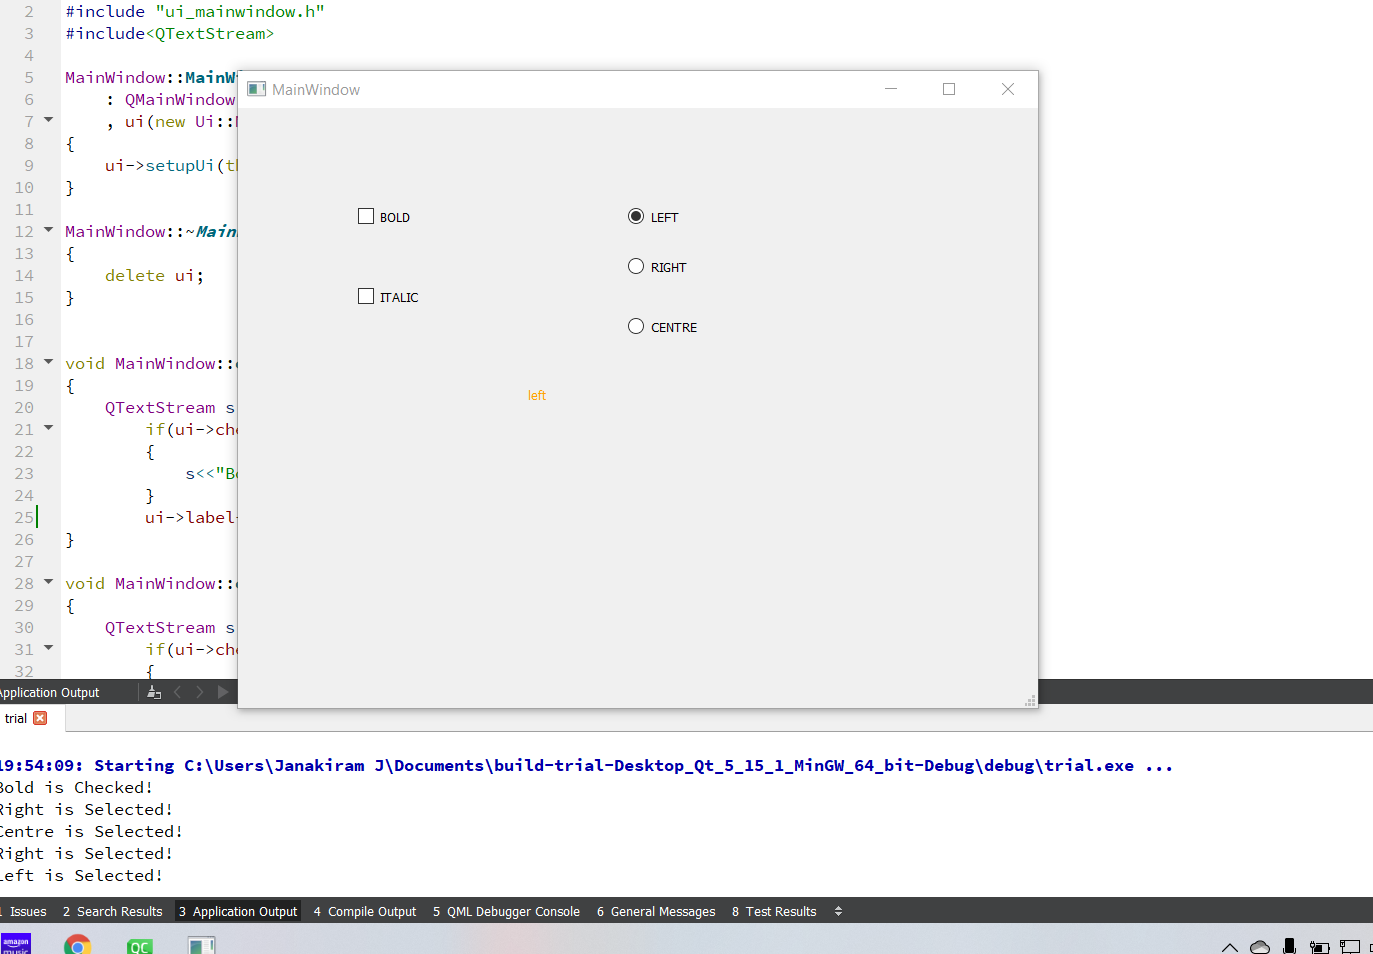 2 #include "ui_mainwindow.h"
3 #include<QTextStream>
4
5 MainWindow::MainW
6 : QMainWindow
7 , ui(new Ui::
8 {
9 ui->setupUi(t
10 }
11
12 MainWindow::~Main
13 {
14 delete ui;
15 }
16
17
18 void MainWindow::
19 {
20 QTextStream s
21 if(ui->che
22 {
23 s<<"B
24 }
25 ui->label
26 }
27
28 void MainWindow::
29 {
30 QTextStream s
31 if(ui->che
32 {
MainWindow
BOLD
LEFT
RIGHT
ITALIC
CENTRE
left
Application Output
trial
19:54:09: Starting C:\Users\Janakiram J\Documents\build-trial-Desktop_Qt_5_15_1_MinGW_64_bit-Debug\debug\trial.exe ...
Bold is Checked!
Right is Selected!
Centre is Selected!
Right is Selected!
Left is Selected!
1 Issues 2 Search Results 3 Application Output 4 Compile Output 5 QML Debugger Console 6 General Messages 8 Test Results
amazon
music
QC